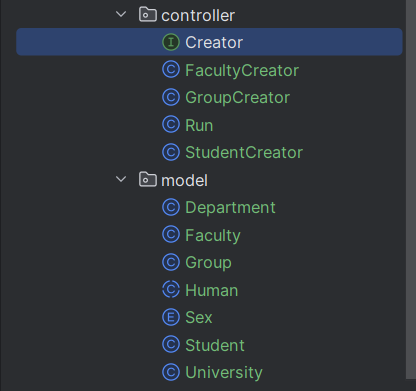 controller
I Creator
C FacultyCreator
C GroupCreator
C Run
C StudentCreator
model
C Department
C Faculty
C Group
C Human
E Sex
C Student
C University